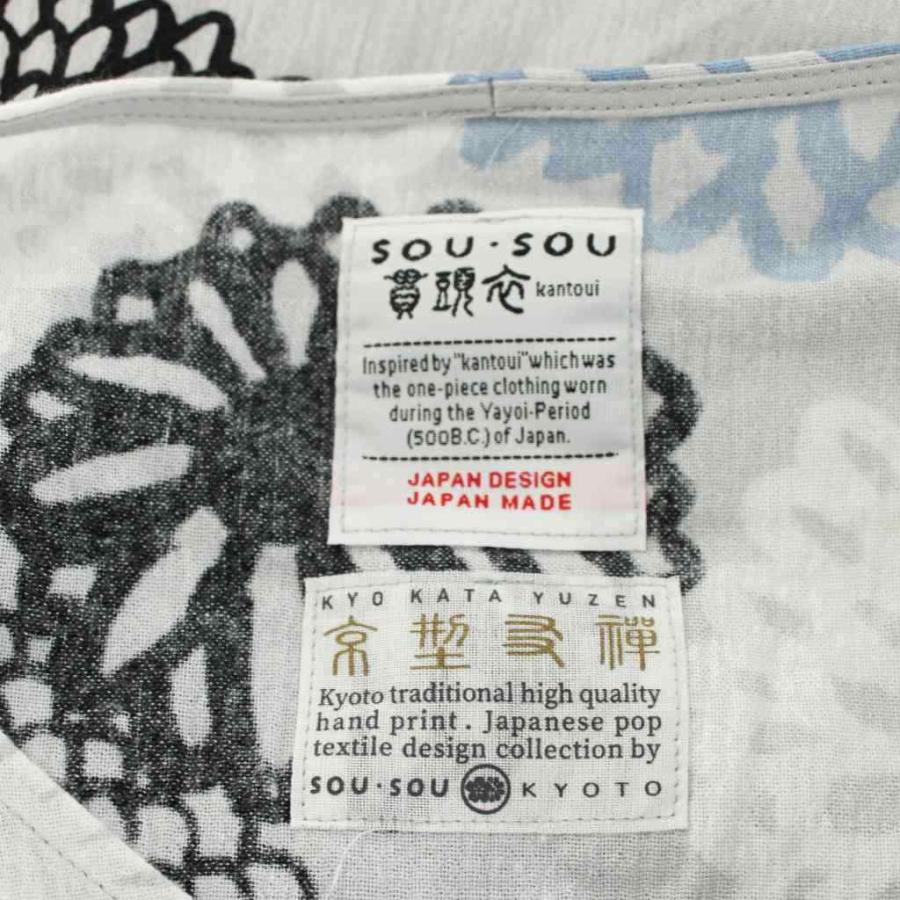 SOU・SOU
貫頭衣 kantoui
Inspired by "kantoui" which was
the one-piece clothing worn
during the Yayoi-Period
(500B.C.) of Japan.
JAPAN DESIGN
JAPAN MADE
KYO KATA YUZEN
京型友禅
Kyoto traditional high quality
hand print. Japanese pop
textile design collection by
SOU・SOU KYOTO